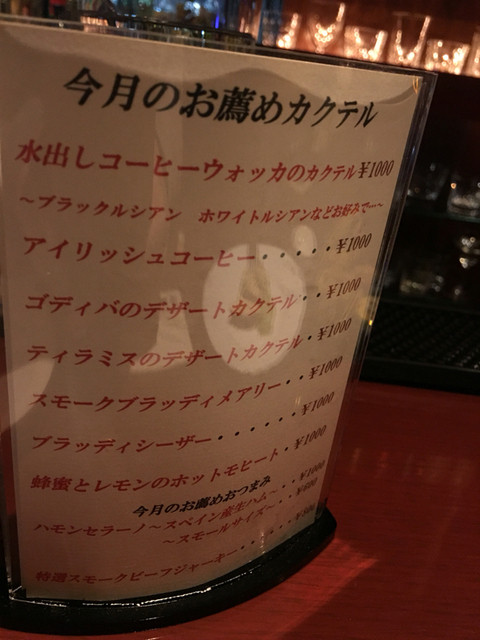 今月のお薦めカクテル
水出しコーヒーウォッカのカクテル ¥1000
～ブラックルシアン ホワイトルシアンなどお好みで～
アイリッシュコーヒー・・・・・¥1000
ゴディバのデザートカクテル・・¥1000
ティラミスのデザートカクテル・¥1000
スモークブラッディメアリー・・¥1000
ブラッディシーザー・・・・・・¥1000
蜂蜜とレモンのホットモヒート・¥1000
今月のお薦めおつまみ
ハモンセラーノ～スペイン産生ハム～・・¥1000
～スモールサイズ～・・
特選スモークビーフジャーキー・・・・・